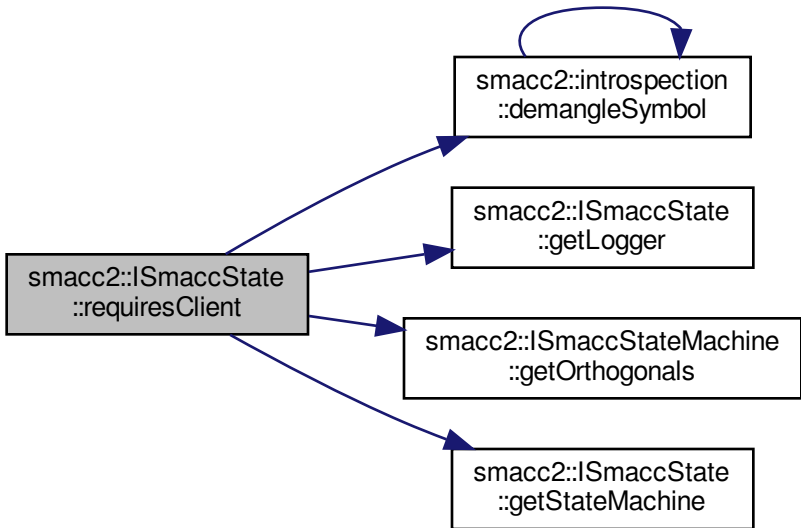 smacc2::introspection
::demangleSymbol
smacc2::ISmaccState
::getLogger
smacc2::ISmaccState
::requiresClient
smacc2::ISmaccStateMachine
::getOrthogonals
smacc2::ISmaccState
::getStateMachine